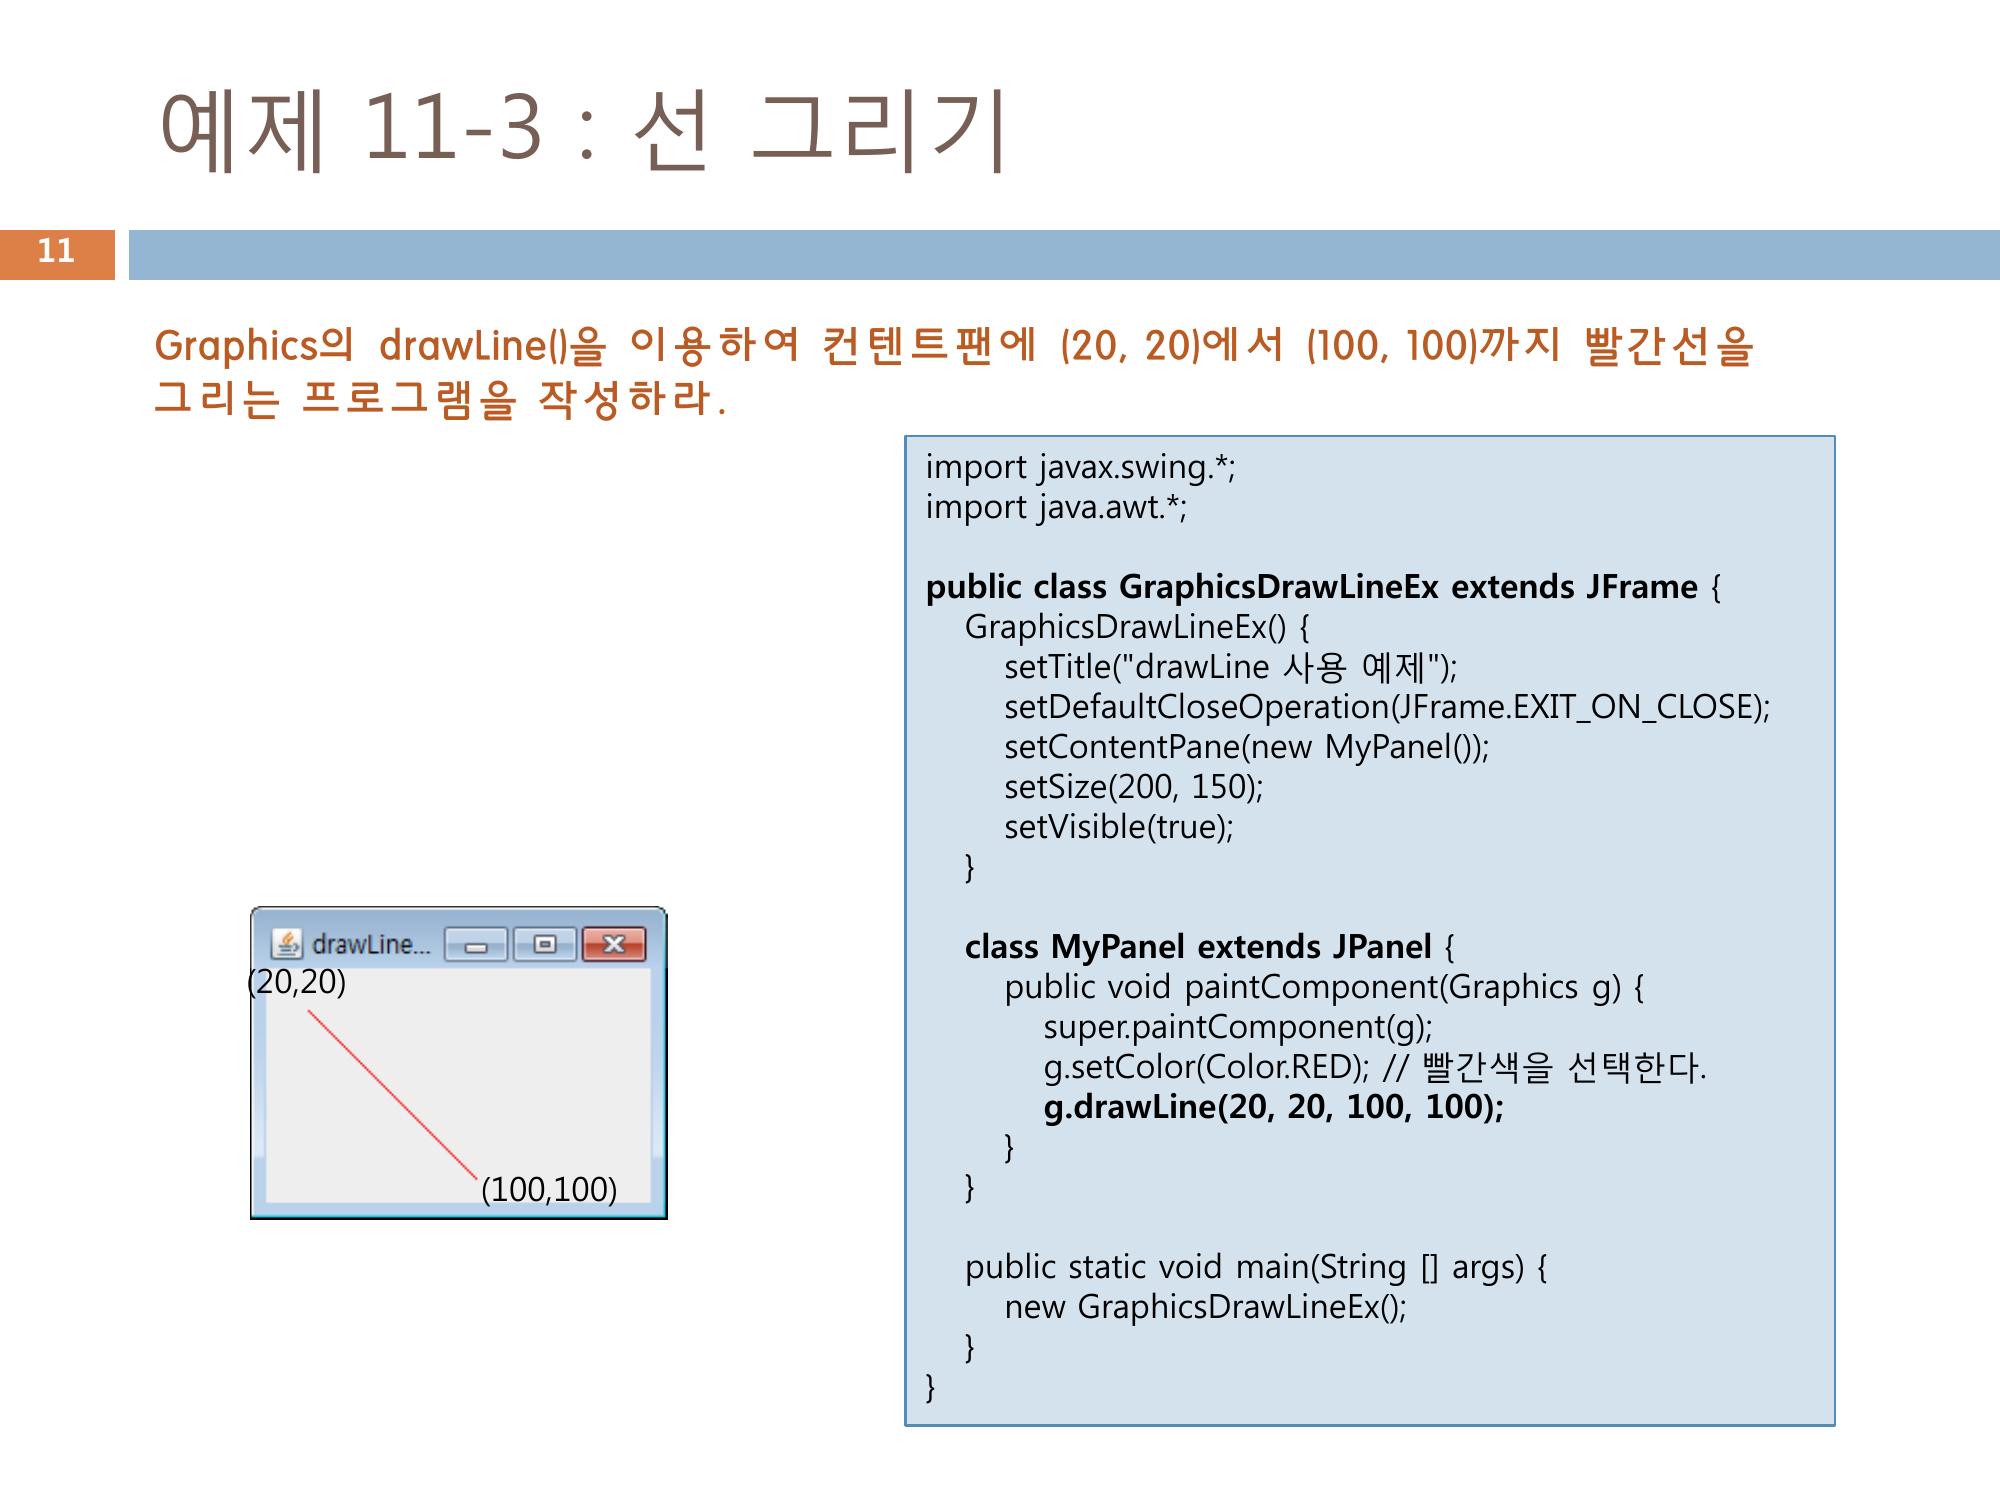 예제 11-3 : 선 그리기
11
Graphics의 drawLine()을 이용하여 컨텐트팬에 (20, 20)에서 (100, 100)까지 빨간선을
그리는 프로그램을 작성하라.
import javax.swing.*;
import java.awt.*;
public class GraphicsDrawLineEx extends JFrame {
GraphicsDrawLineEx() {
setTitle("drawLine 사용 예제");
setDefaultCloseOperation(JFrame.EXIT_ON_CLOSE);
setContentPane(new MyPanel());
setSize(200, 150);
setVisible(true);
}
class MyPanel extends JPanel {
public void paintComponent(Graphics g) {
super.paintComponent(g);
g.setColor(Color.RED); // 빨간색을 선택한다.
g.drawLine(20, 20, 100, 100);
}
}
public static void main(String [] args) {
new GraphicsDrawLineEx();
}
}
drawLine...
(20,20)
(100,100)